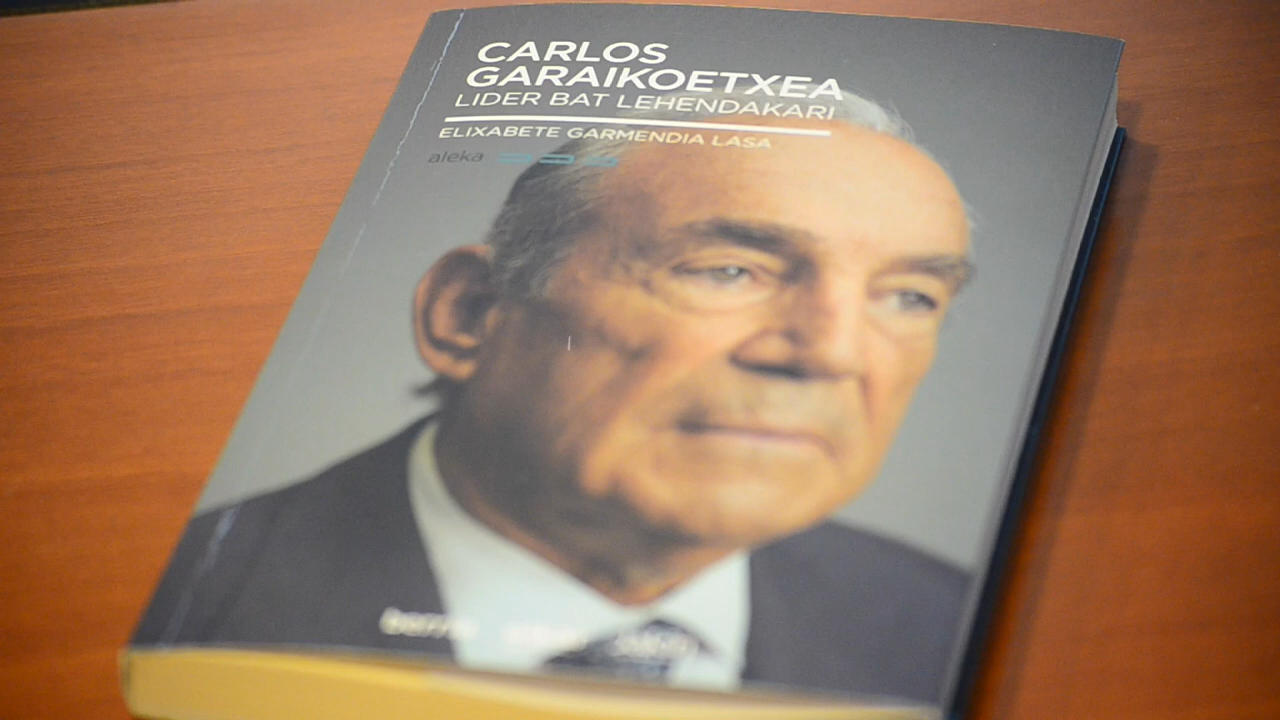 CARLOS
GARAIKOETXEA
LIDER BAT LEHENDAKARI
ELIXABETE GARMENDIA LASA
aleka